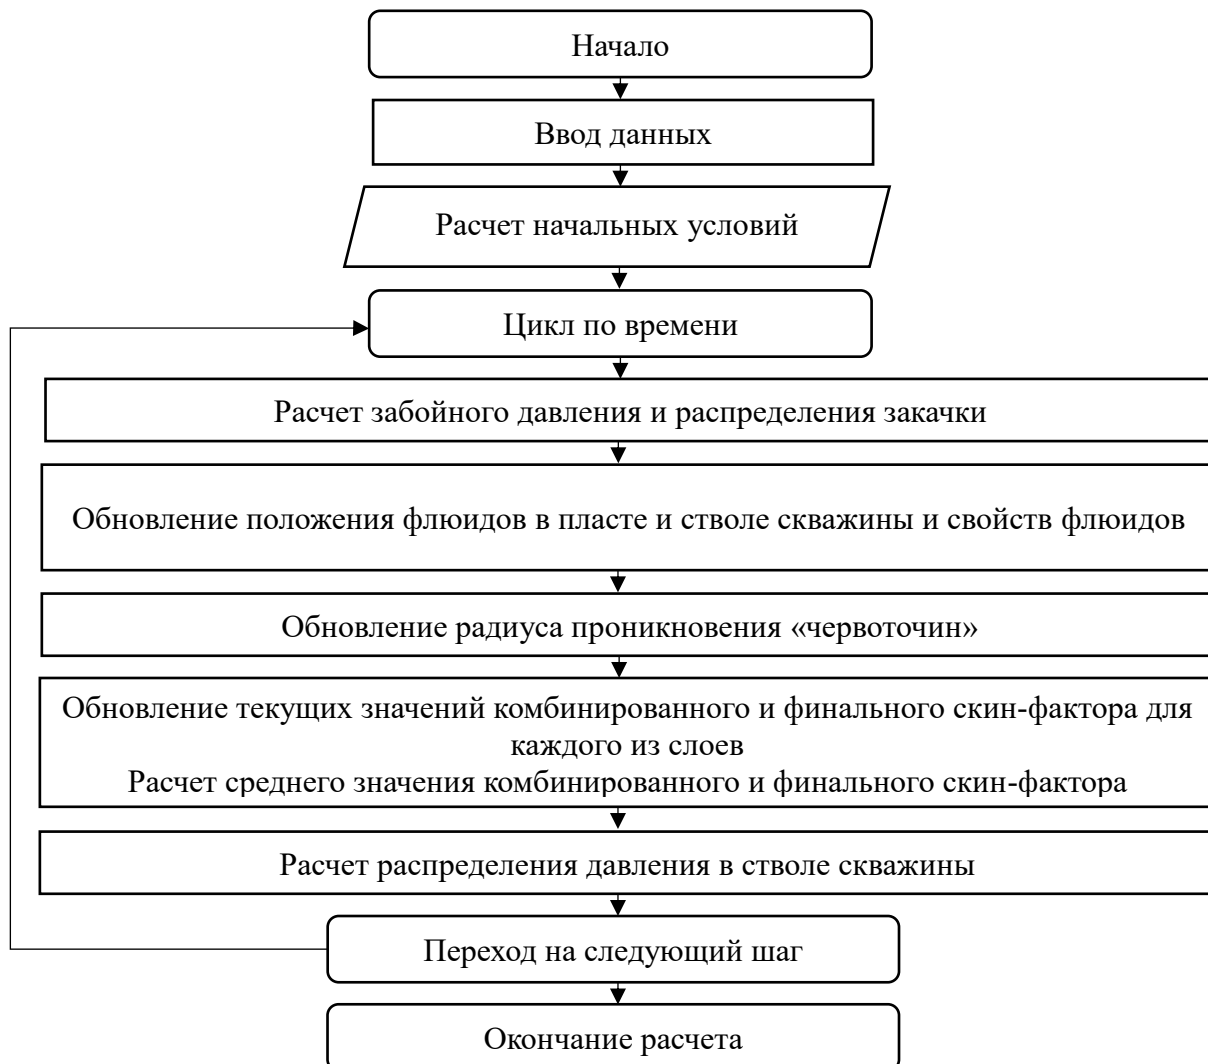 Начало
Ввод данных
Расчет начальных условий
Цикл по времени
Расчет забойного давления и распределения закачки
Обновление положения флюидов в пласте и стволе скважины и свойств флюидов
Обновление радиуса проникновения «червоточин»
Обновление текущих значений комбинированного и финального скин-фактора для
каждого из слоев
Расчет среднего значения комбинированного и финального скин-фактора
Расчет распределения давления в стволе скважины
Переход на следующий шаг
Окончание расчета